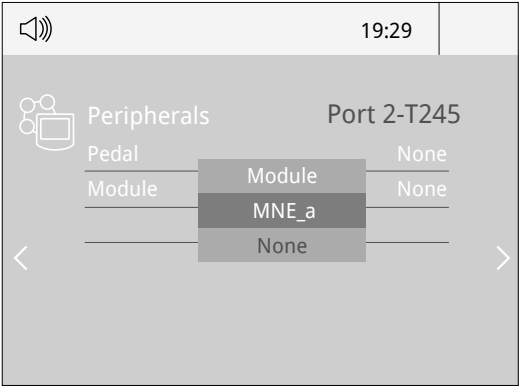 19:29
Peripherals Port 2-T245
Pedal None
Module None
Module
MNE_a
None